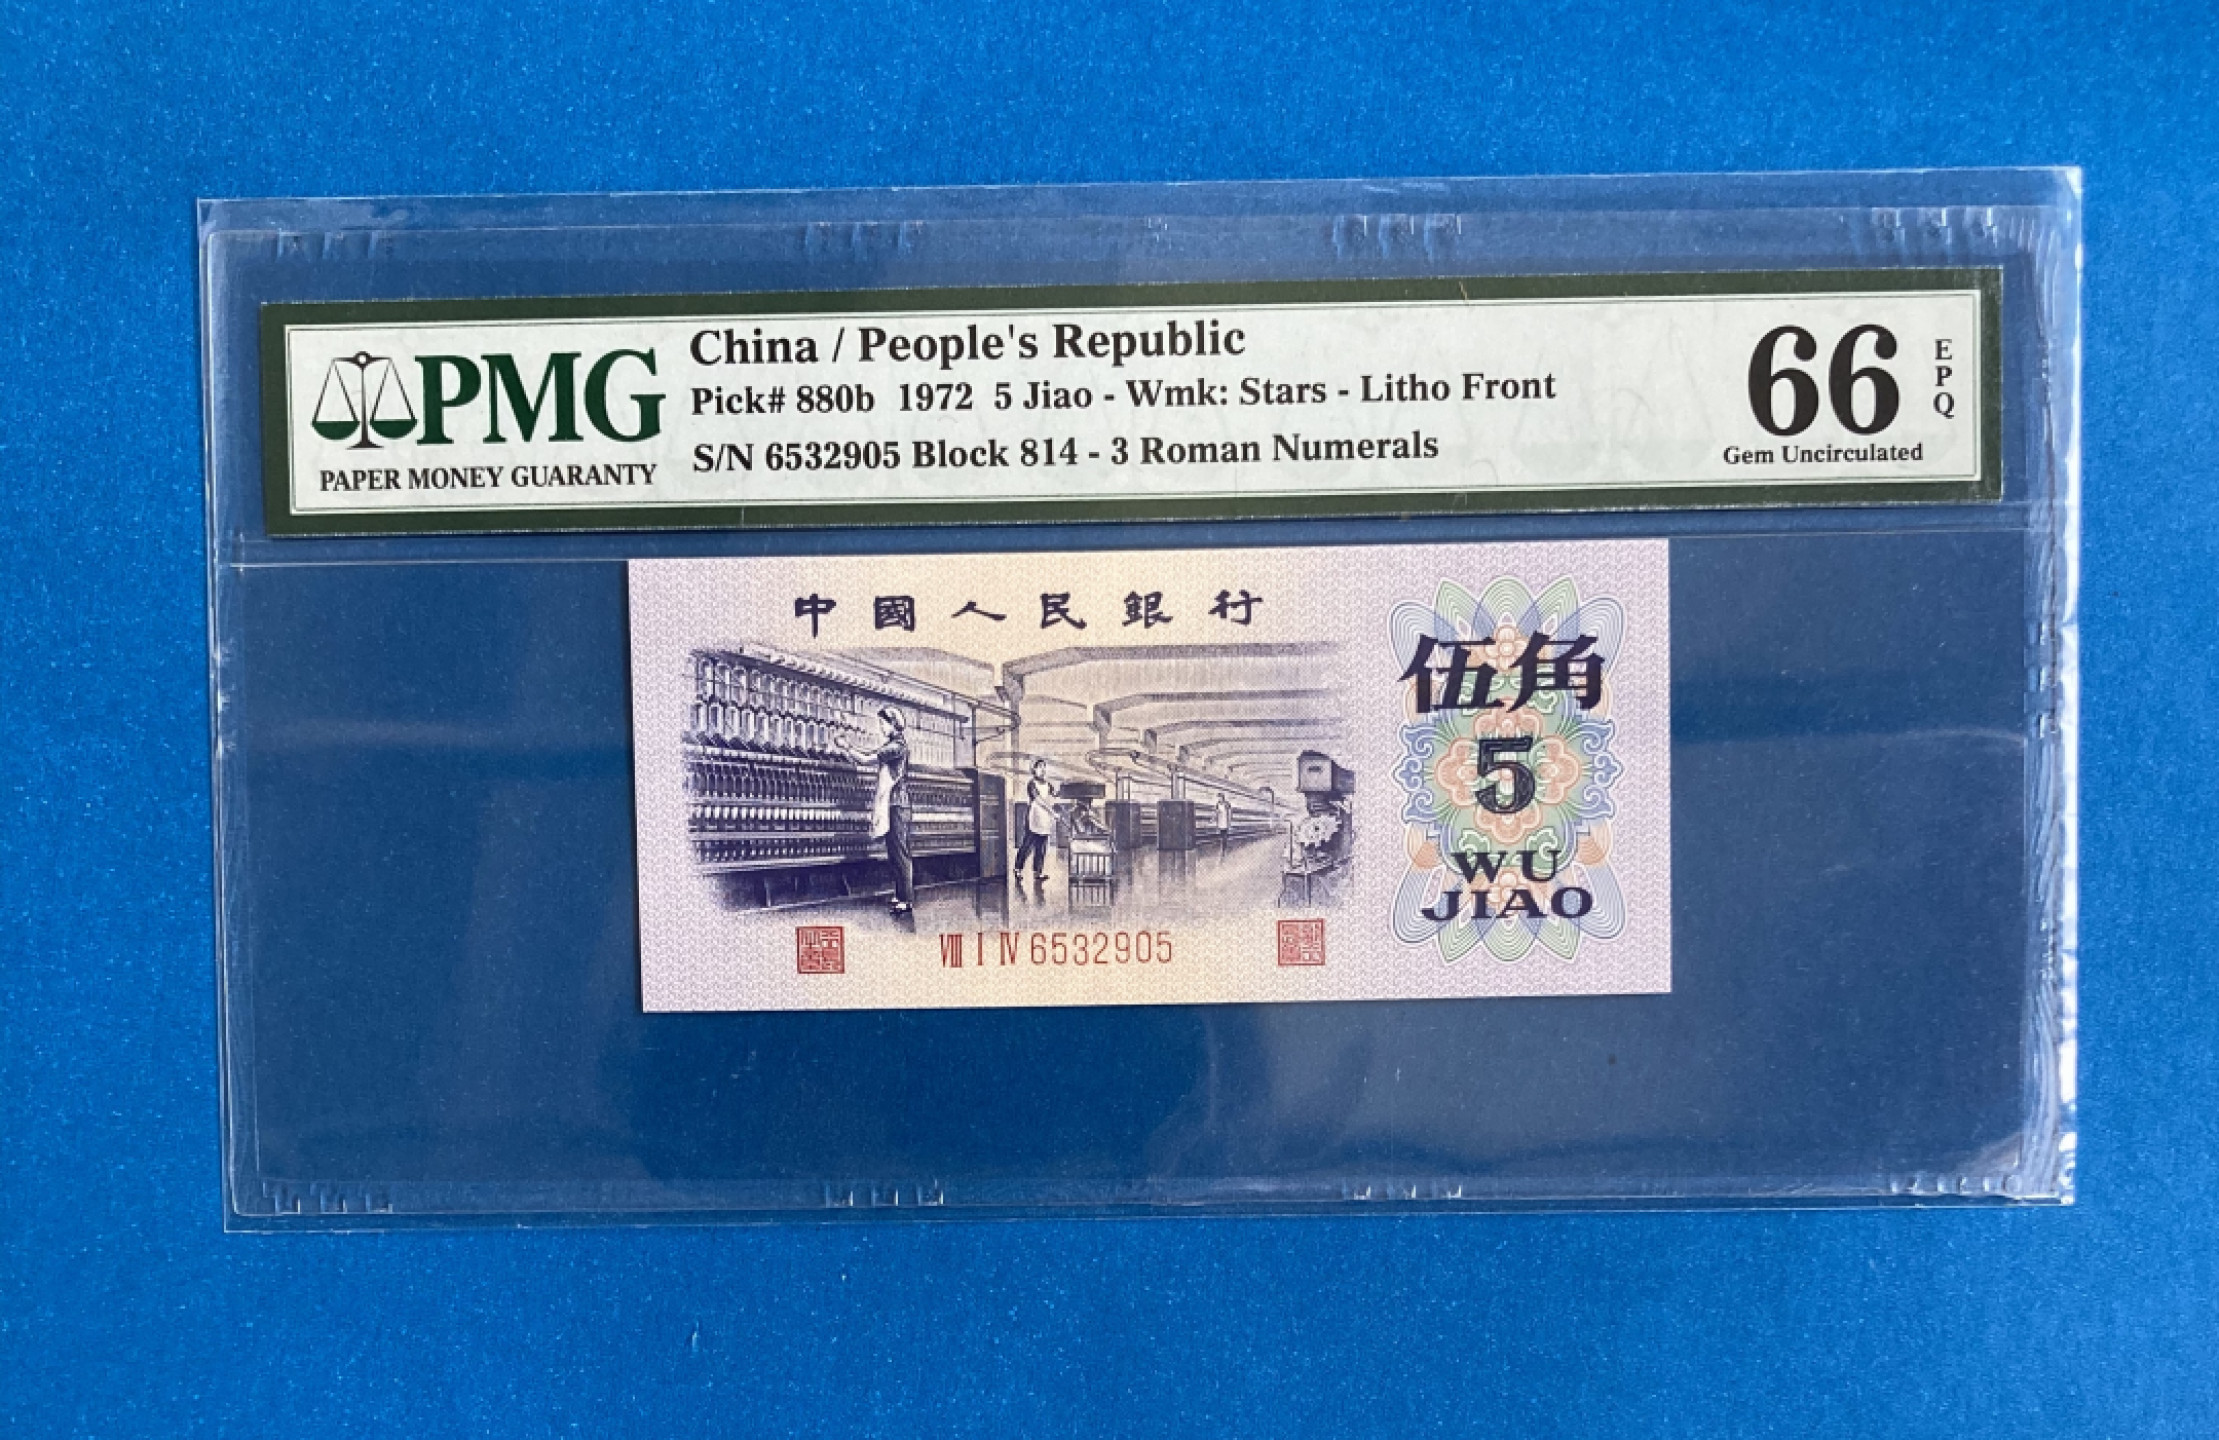 PMG
PAPER MONEY GUARANTY
China / People's Republic
Pick# 880b 1972 5 Jiao - Wmk: Stars - Litho Front
S/N 6532905 Block 814 - 3 Roman Numerals
66
EPQ
Gem Uncirculated
中國人民銀行
伍角
5
WU
JIAO
VIII I IV 6532905